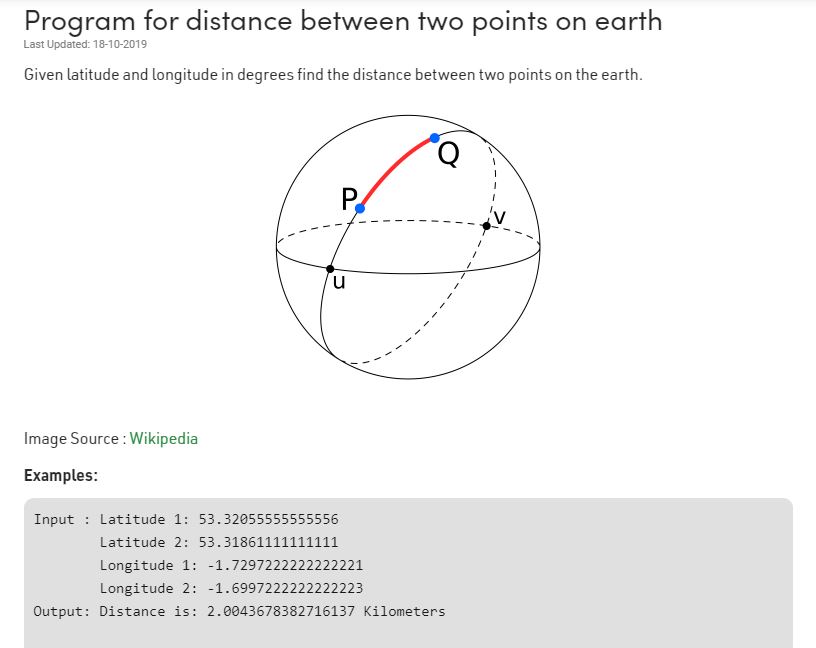 Program for distance between two points on earth
Last Updated: 18-10-2019
Given latitude and longitude in degrees find the distance between two points on the earth.
Q
P
v
u
Image Source : Wikipedia
Examples:
Input : Latitude 1: 53.32055555555556
Latitude 2: 53.31861111111111
Longitude 1: -1.7297222222222221
Longitude 2: -1.6997222222222223
Output: Distance is: 2.0043678382716137 Kilometers